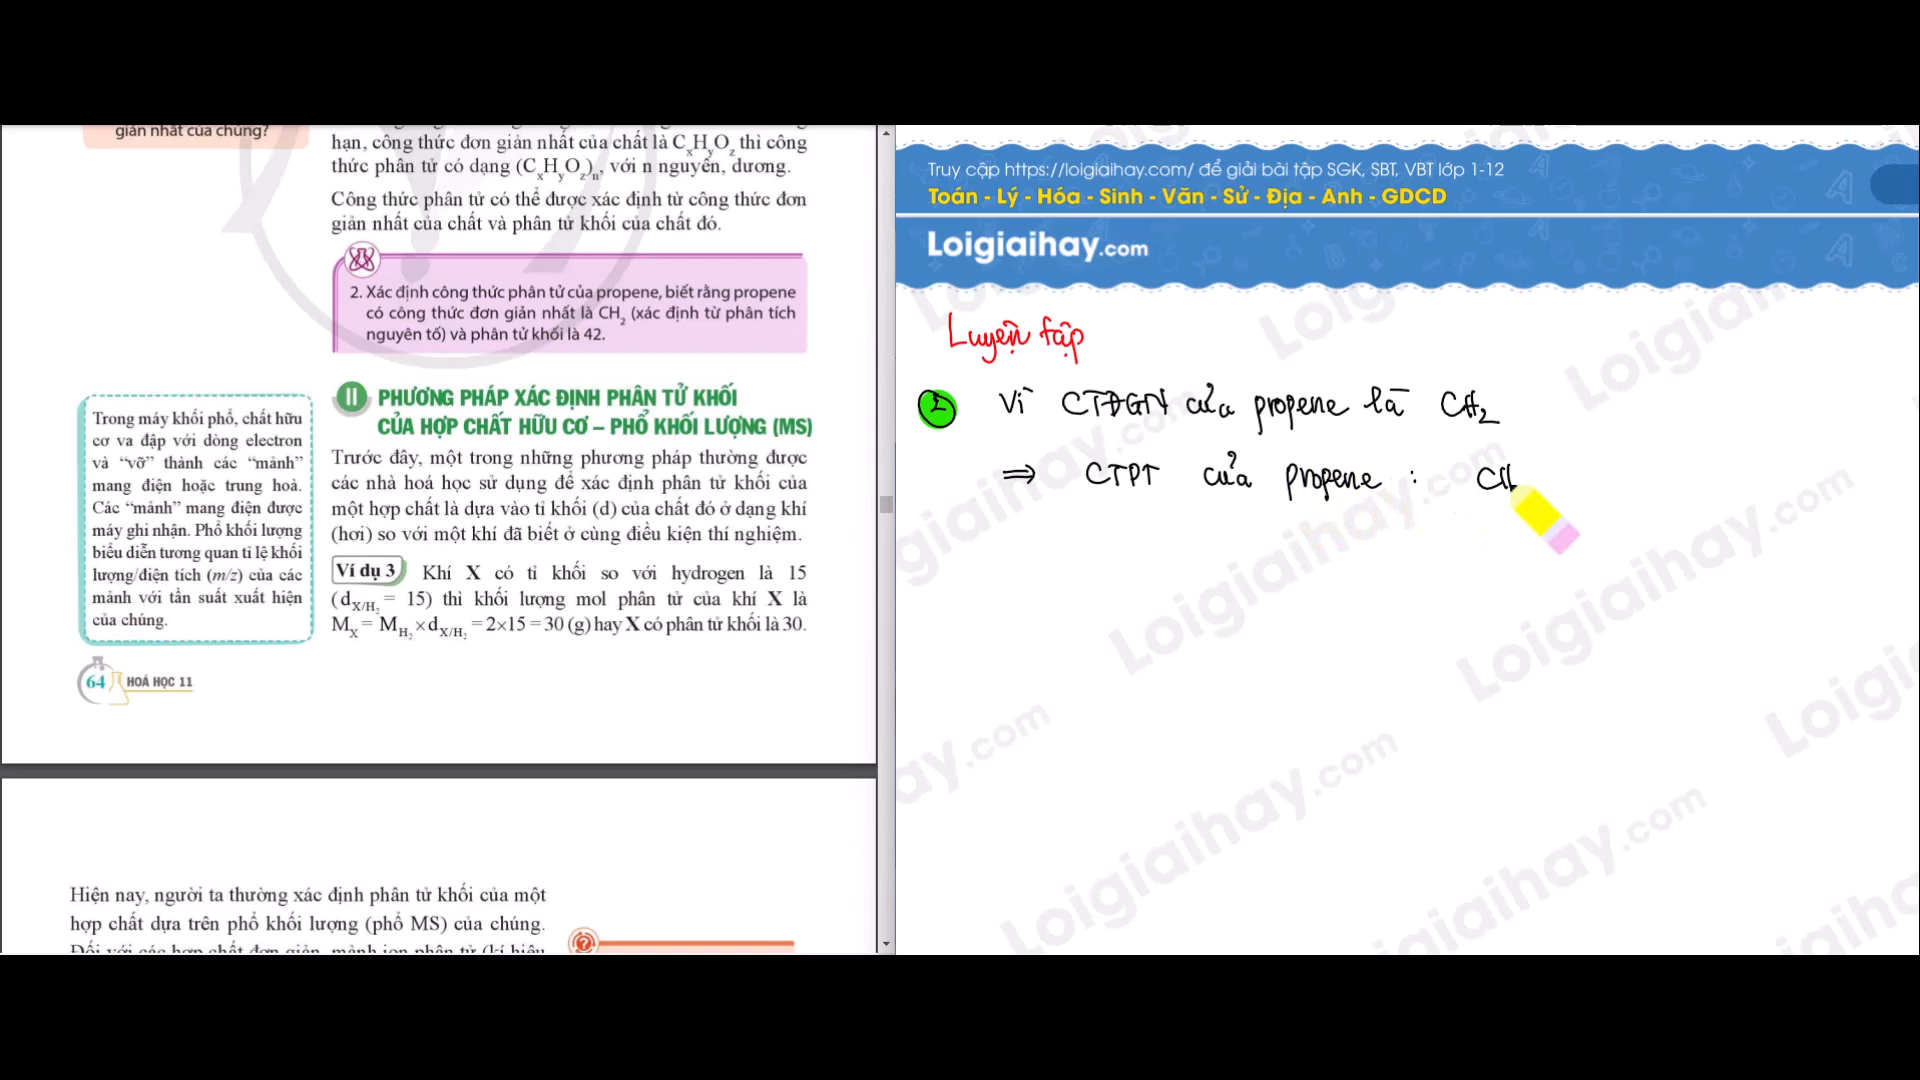 giản nhất của chúng?
hạn, công thức đơn giản nhất của chất là CxHyOz thì công
thức phân tử có dạng (CxHyOz)n, với n nguyên, dương.
Công thức phân tử có thể được xác định từ công thức đơn
giản nhất của chất và phân tử khối của chất đó.
2. Xác định công thức phân tử của propene, biết rằng propene
có công thức đơn giản nhất là CH2 (xác định từ phân tích
nguyên tố) và phân tử khối là 42.
II PHƯƠNG PHÁP XÁC ĐỊNH PHÂN TỬ KHỐI
CỦA HỢP CHẤT HỮU CƠ – PHỔ KHỐI LƯỢNG (MS)
Trong máy khối phổ, chất hữu
cơ va đập với dòng electron
và “vỡ” thành các “mảnh”
mang điện hoặc trung hoà.
Các “mảnh” mang điện được
máy ghi nhận. Phổ khối lượng
biểu diễn tương quan tỉ lệ khối
lượng/điện tích (m/z) của các
mảnh với tần suất xuất hiện
của chúng.
Trước đây, một trong những phương pháp thường được
các nhà hoá học sử dụng để xác định phân tử khối của
một hợp chất là dựa vào tỉ khối (d) của chất đó ở dạng khí
(hơi) so với một khí đã biết ở cùng điều kiện thí nghiệm.
Ví dụ 3 Khí X có tỉ khối so với hydrogen là 15
(dX/H2 = 15) thì khối lượng mol phân tử của khí X là
MX = MH2 × dX/H2 = 2×15 = 30 (g) hay X có phân tử khối là 30.
64 HOÁ HỌC 11
Hiện nay, người ta thường xác định phân tử khối của một
hợp chất dựa trên phổ khối lượng (phổ MS) của chúng.
Đối với các hợp chất đơn giản, mảnh ion phân tử (kí hiệu
Truy cập https://loigiaihay.com/ để giải bài tập SGK, SBT, VBT lớp 1-12
Toán - Lý - Hóa - Sinh - Văn - Sử - Địa - Anh - GDCD
Loigiaihay.com
Luyện tập
2 Vì CTĐGN của propene là CH2
⇒ CTPT của propene : CH